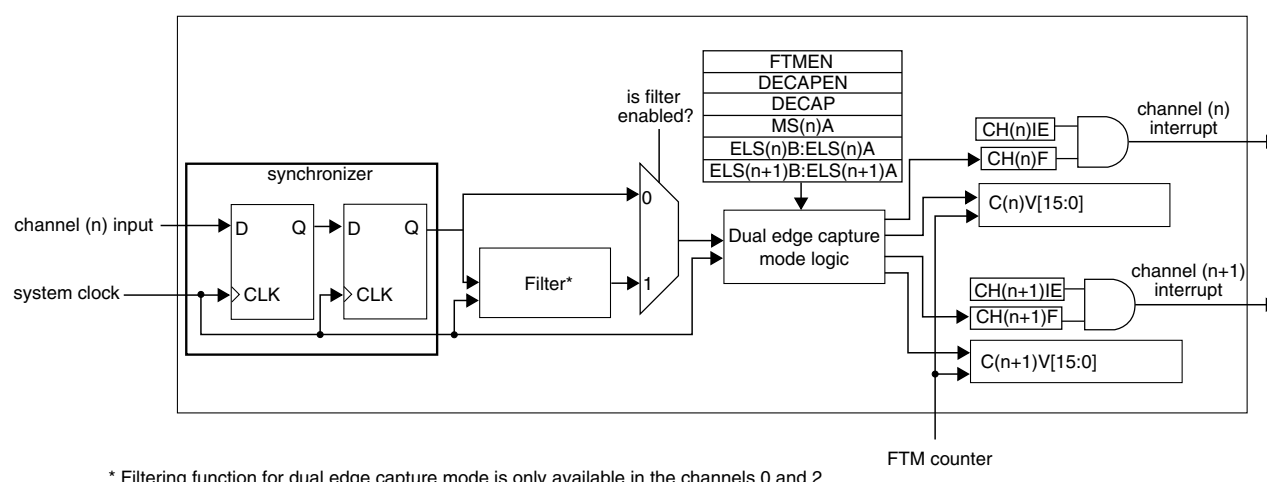 FTMEN
DECAPEN
DECAP
MS(n)A
ELS(n)B:ELS(n)A
ELS(n+1)B:ELS(n+1)A
is filter
enabled?
channel (n)
interrupt
CH(n)IE
CH(n)F
synchronizer
0
C(n)V[15:0]
channel (n) input
D Q
D Q
Dual edge capture
mode logic
Filter*
1
channel (n+1)
interrupt
system clock
CLK
CLK
CH(n+1)IE
CH(n+1)F
C(n+1)V[15:0]
FTM counter
* Filtering function for dual edge capture mode is only available in the channels 0 and 2